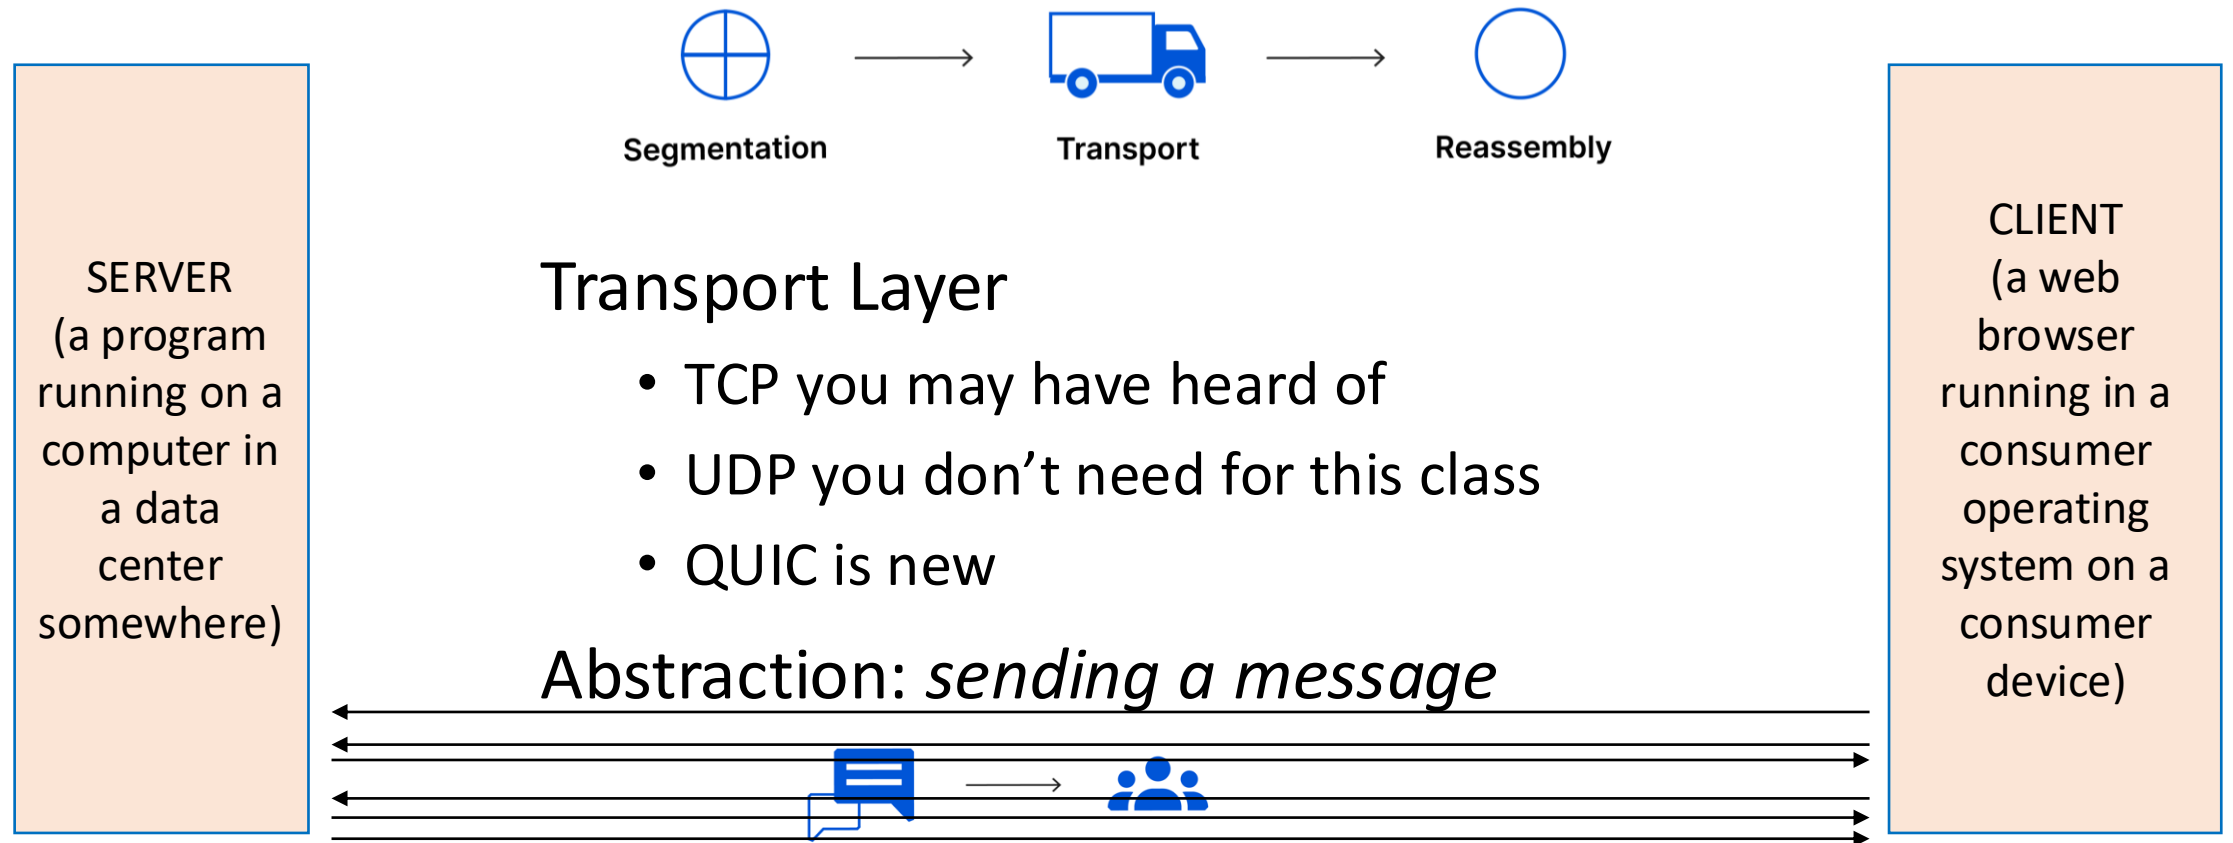 Segmentation
Transport
Reassembly
SERVER
(a program
running on a
computer in
a data
center
somewhere)
Transport Layer
• TCP you may have heard of
• UDP you don’t need for this class
• QUIC is new
Abstraction: sending a message
CLIENT
(a web
browser
running in a
consumer
operating
system on a
consumer
device)